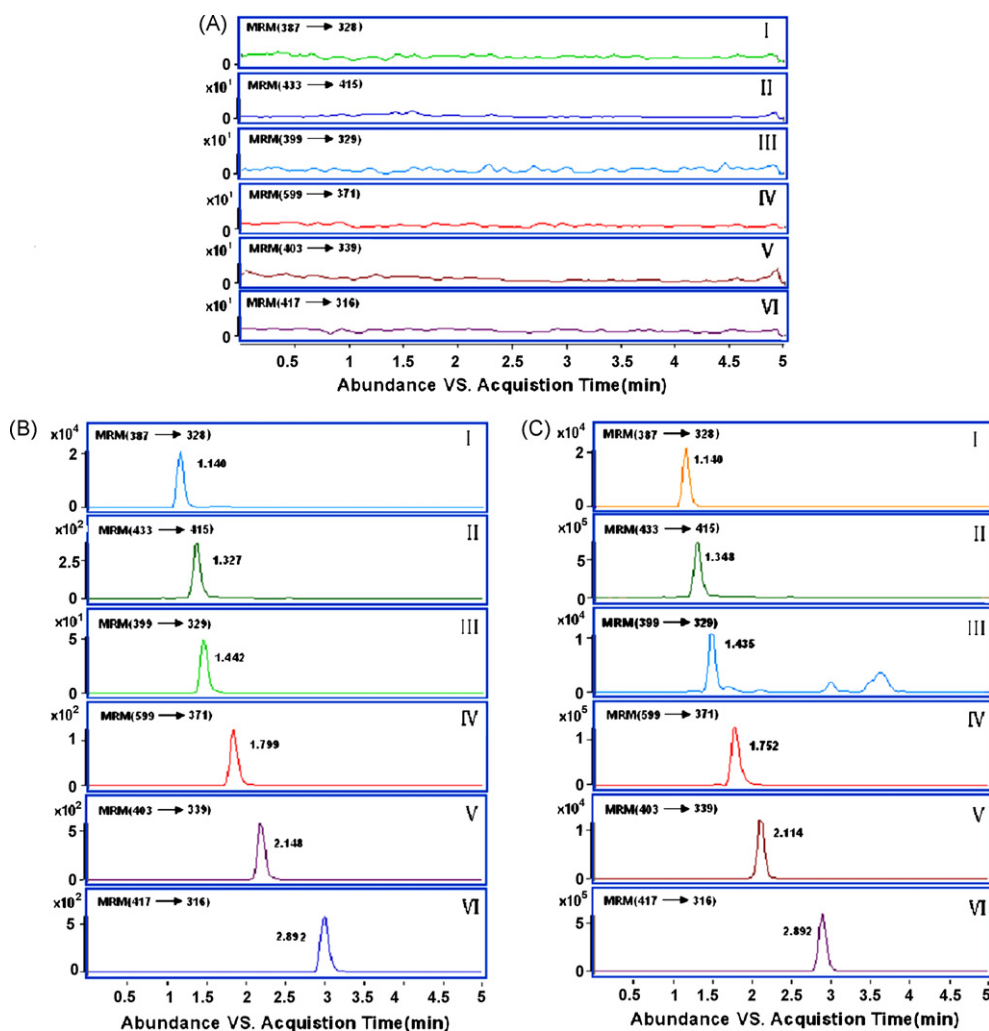 (A)
MRM(387 → 328) I
0
x10¹ MRM(433 → 415) II
0
x10¹ MRM(399 → 329) III
0
x10¹ MRM(599 → 371) IV
0
x10¹ MRM(403 → 339) V
0
x10¹ MRM(417 → 316) VI
0
0.5 1 1.5 2 2.5 3 3.5 4 4.5 5
Abundance VS. Acquistion Time(min)
(B)
x10⁴ MRM(387 → 328) I
2 1.140
0
x10² MRM(433 → 415) II
2.5 1.327
0
x10¹ MRM(399 → 329) III
5 1.442
0
x10² MRM(599 → 371) IV
1 1.799
0
x10² MRM(403 → 339) V
5 2.148
0
x10² MRM(417 → 316) VI
5 2.892
0
0.5 1 1.5 2 2.5 3 3.5 4 4.5 5
Abundance VS. Acquistion Time(min)
(C)
x10⁴ MRM(387 → 328) I
2 1.140
0
x10⁵ MRM(433 → 415) II
5 1.348
0
x10⁴ MRM(399 → 329) III
1 1.435
0
x10⁵ MRM(599 → 371) IV
1 1.752
0
x10⁴ MRM(403 → 339) V
1 2.114
0
x10⁵ MRM(417 → 316) VI
5 2.892
0
0.5 1 1.5 2 2.5 3 3.5 4 4.5 5
Abundance VS. Acquistion Time(min)